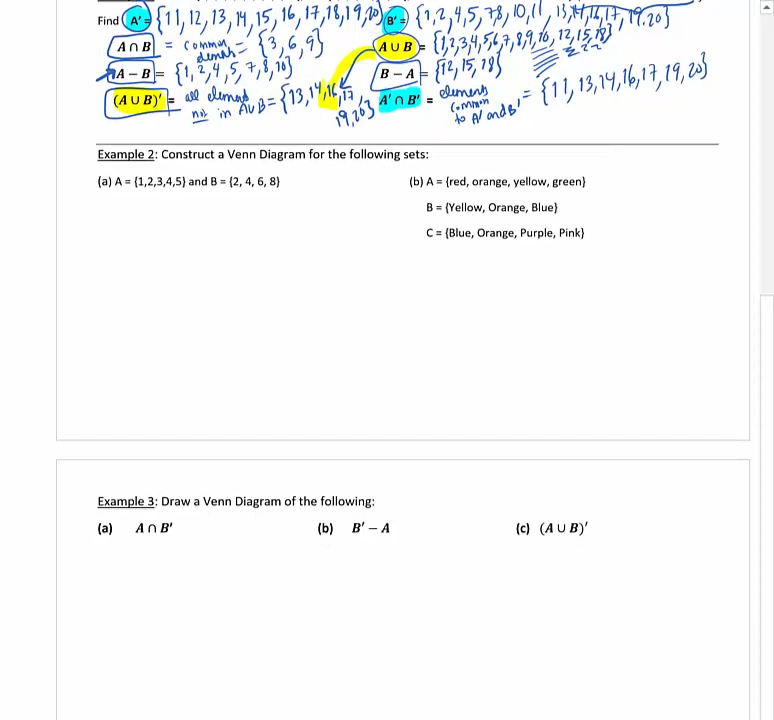 Find A′ = {11, 12, 13, 14, 15, 16, 17, 18, 19, 20} B′ = {1, 2, 4, 5, 7, 8, 10, 11, 13, 14, 16, 17, 19, 20}
A ∩ B = common elements = {3, 6, 9} A ∪ B = {1, 2, 3, 4, 5, 6, 7, 8, 9, 10, 12, 15, 18}
A − B = {1, 2, 4, 5, 7, 8, 10} B − A = {12, 15, 18}
(A ∪ B)′ = all element not in A∪B = {13, 14, 16, 17, 19, 20} A′ ∩ B′ = elements common to A′ and B′ = {11, 13, 14, 16, 17, 19, 20}
Example 2: Construct a Venn Diagram for the following sets:
(a) A = {1,2,3,4,5} and B = {2, 4, 6, 8} (b) A = {red, orange, yellow, green}
B = {Yellow, Orange, Blue}
C = {Blue, Orange, Purple, Pink}
Example 3: Draw a Venn Diagram of the following:
(a) A ∩ B′ (b) B′ − A (c) (A ∪ B)′